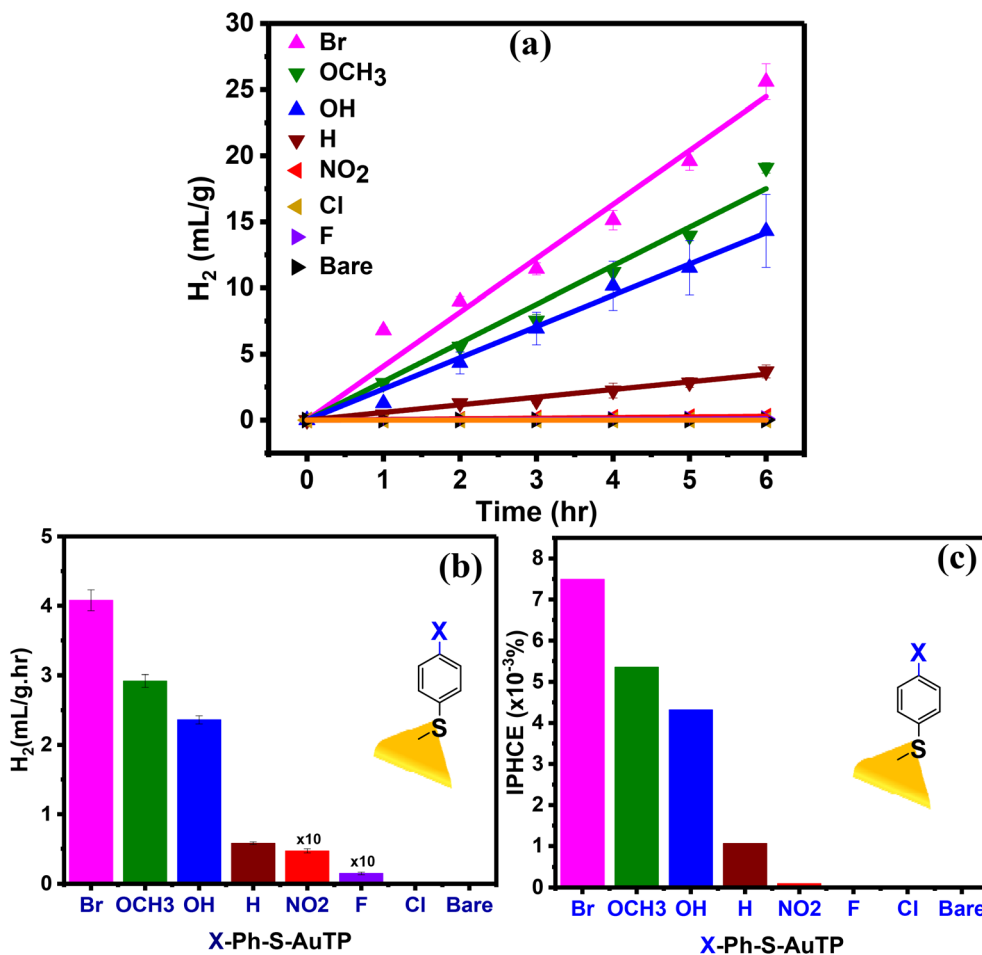 (a)
30
25
20
15
10
5
0
H2 (mL/g)
Br
OCH3
OH
H
NO2
Cl
F
Bare
0 1 2 3 4 5 6
Time (hr)
(b)
5
4
3
2
1
0
H2(mL/g.hr)
X
S
x10
x10
Br OCH3 OH H NO2 F Cl Bare
X-Ph-S-AuTP
(c)
8
7
6
5
4
3
2
1
0
IPHCE (x10-3%)
X
S
Br OCH3 OH H NO2 F Cl Bare
X-Ph-S-AuTP